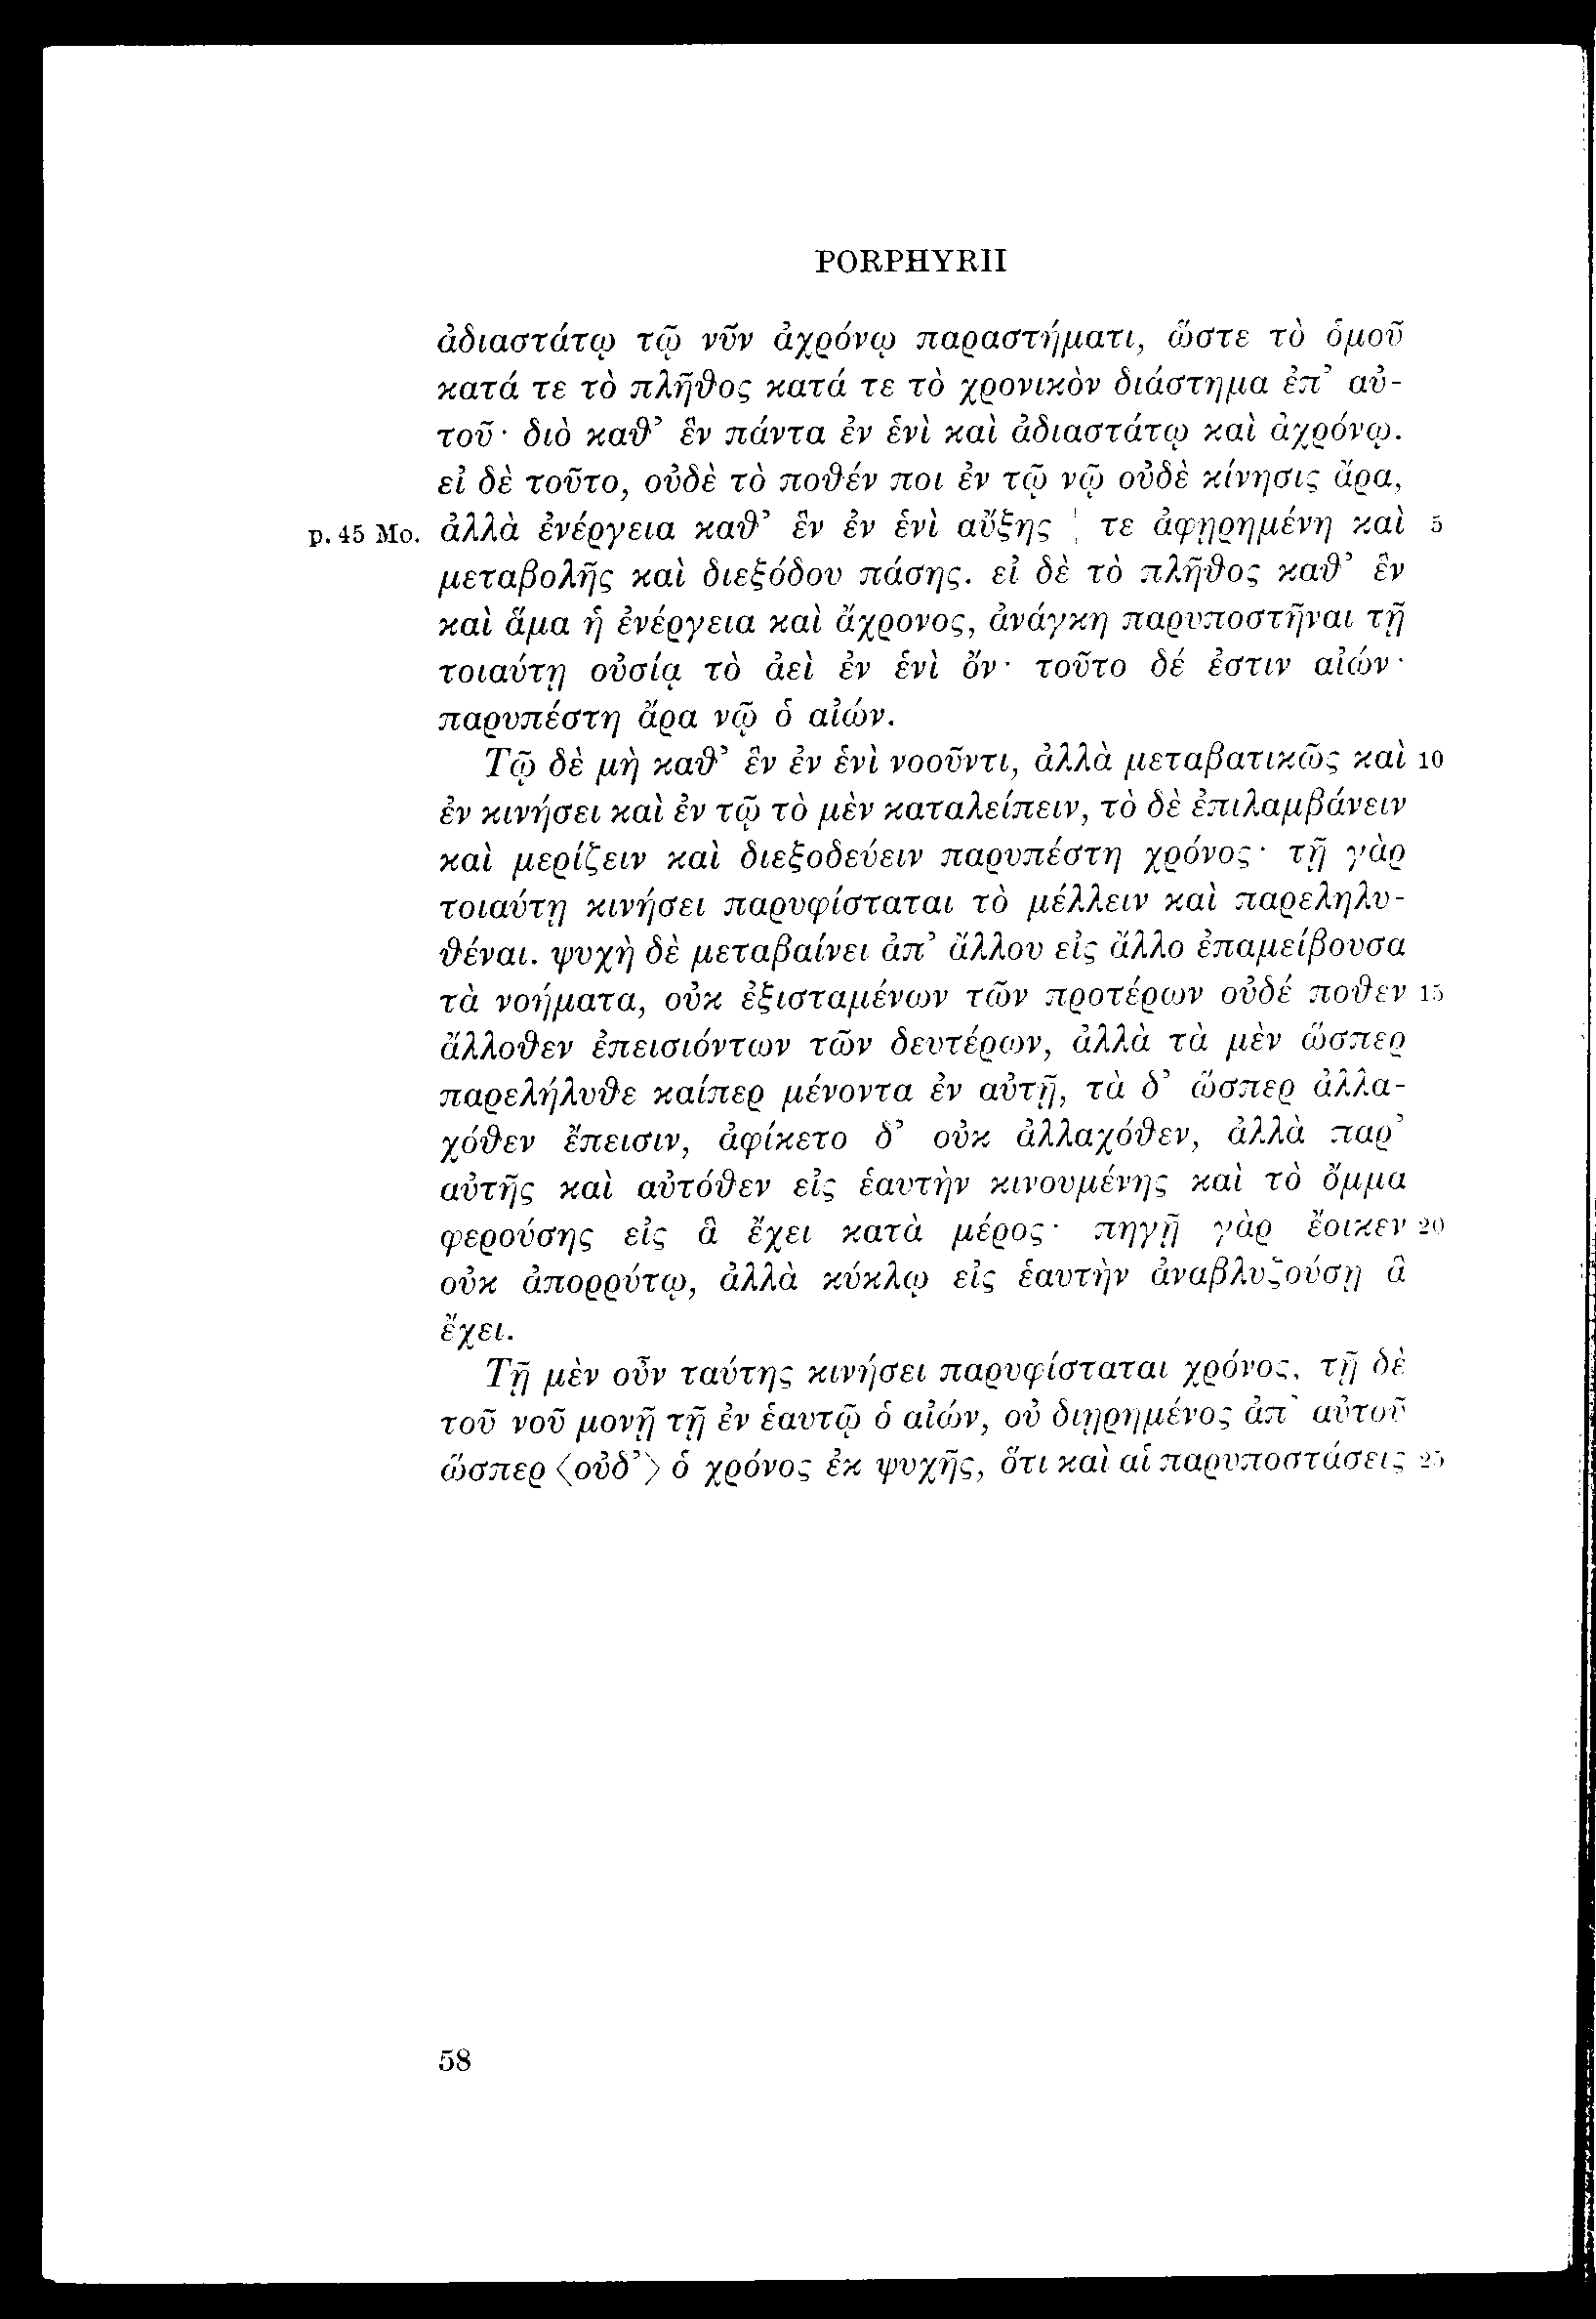 PORPHYRII
ἀδιαστάτῳ τῷ νῦν ἀχρόνῳ παραστήματι, ὥστε τὸ ὁμοῦ
κατά τε τὸ πλῆθος κατά τε τὸ χρονικὸν διάστημα ἐπ’ αὐ-
τοῦ· διὸ καθ’ ἓν πάντα ἐν ἑνὶ καὶ ἀδιαστάτῳ καὶ ἀχρόνῳ.
εἰ δὲ τοῦτο, οὐδὲ τὸ ποθέν ποι ἐν τῷ νῷ οὐδὲ κίνησις ἄρα,
p. 45 Mo. ἀλλὰ ἐνέργεια καθ’ ἓν ἐν ἑνὶ αὔξης | τε ἀφῃρημένη καὶ 5
μεταβολῆς καὶ διεξόδου πάσης. εἰ δὲ τὸ πλῆθος καθ’ ἓν
καὶ ἅμα ἡ ἐνέργεια καὶ ἄχρονος, ἀνάγκη παρυποστῆναι τῇ
τοιαύτῃ οὐσίᾳ τὸ ἀεὶ ἐν ἑνὶ ὄν· τοῦτο δέ ἐστιν αἰών·
παρυπέστη ἄρα νῷ ὁ αἰών.
Τῷ δὲ μὴ καθ’ ἓν ἐν ἑνὶ νοοῦντι, ἀλλὰ μεταβατικῶς καὶ 10
ἐν κινήσει καὶ ἐν τῷ τὸ μὲν καταλείπειν, τὸ δὲ ἐπιλαμβάνειν
καὶ μερίζειν καὶ διεξοδεύειν παρυπέστη χρόνος· τῇ γὰρ
τοιαύτῃ κινήσει παρυφίσταται τὸ μέλλειν καὶ παρεληλυ-
θέναι. ψυχὴ δὲ μεταβαίνει ἀπ’ ἄλλου εἰς ἄλλο ἐπαμείβουσα
τὰ νοήματα, οὐκ ἐξισταμένων τῶν προτέρων οὐδέ ποθεν 15
ἄλλοθεν ἐπεισιόντων τῶν δευτέρων, ἀλλὰ τὰ μὲν ὥσπερ
παρελήλυθε καίπερ μένοντα ἐν αὐτῇ, τὰ δ’ ὥσπερ ἀλλα-
χόθεν ἔπεισιν, ἀφίκετο δ’ οὐκ ἀλλαχόθεν, ἀλλὰ παρ’
αὐτῆς καὶ αὐτόθεν εἰς ἑαυτὴν κινουμένης καὶ τὸ ὄμμα
φερούσης εἰς ἃ ἔχει κατὰ μέρος· πηγῇ γὰρ ἔοικεν 20
οὐκ ἀπορρύτῳ, ἀλλὰ κύκλῳ εἰς ἑαυτὴν ἀναβλυζούσῃ ἃ
ἔχει.
Τῇ μὲν οὖν ταύτης κινήσει παρυφίσταται χρόνος, τῇ δὲ
τοῦ νοῦ μονῇ τῇ ἐν ἑαυτῷ ὁ αἰών, οὐ διῃρημένος ἀπ’ αὐτοῦ
ὥσπερ ⟨οὐδ’⟩ ὁ χρόνος ἐκ ψυχῆς, ὅτι καὶ αἱ παρυποστάσεις 25
58